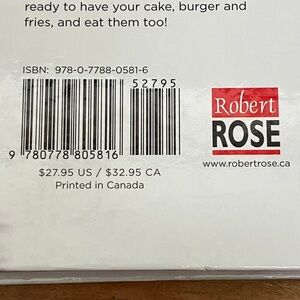 ready to have your cake, burger and
fries, and eat them too!
ISBN: 978-0-7788-0581-6
52795
9 780778 805816
$27.95 US / $32.95 CA
Printed in Canada
Robert
ROSE
www.robertrose.ca